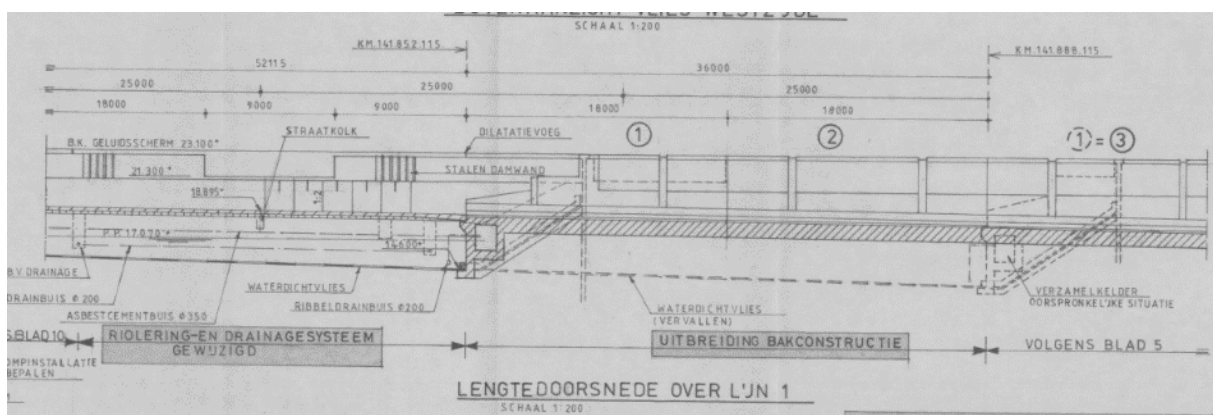 SCHAAL 1:200
KM.141.852.115
KM.141.888.115
52115
36000
25000
25000
25000
18000
9000
9000
18000
18000
STRAATKOLK
DILATATIEVOEG
1
2
1 = 3
B.K. GELUIDSSCHERM 23.100+
STALEN DAMWAND
21.300+
18.895+
1:2
P.P. 17.070+
14.600+
B.V. DRAINAGE
WATERDICHTVLIES
DRAINBUIS Ø 200
RIBBELDRAINBUIS Ø200
ASBESTCEMENTBUIS Ø 350
WATERDICHTVLIES
(VERVALLEN)
VERZAMELKELDER
OORSPRONKELIJKE SITUATIE
BLAD 10
RIOLERING-EN DRAINAGESYSTEEM
GEWIJZIGD
UITBREIDING BAKCONSTRUCTIE
VOLGENS BLAD 5
OMPINSTALLATIE
BEPALEN
LENGTEDOORSNEDE OVER LIJN 1
SCHAAL 1:200